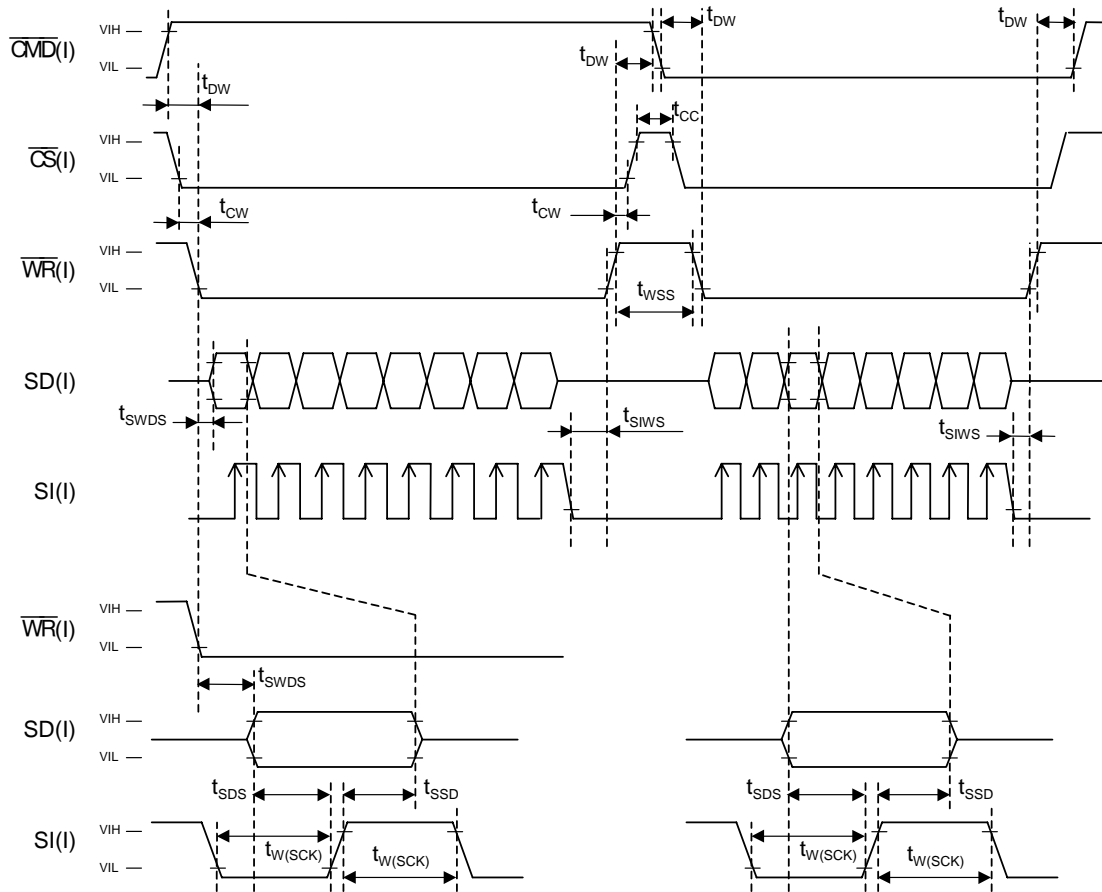 VIH
CMD(I)
VIL
tDW
tDW
tDW
tDW
VIH
CS(I)
VIL
tCC
tCW
tCW
VIH
WR(I)
VIL
tWSS
SD(I)
tSWDS
tSIWS
tSIWS
SI(I)
VIH
WR(I)
VIL
tSWDS
VIH
SD(I)
VIL
tSDS
tSSD
tSDS
tSSD
VIH
SI(I)
VIL
tW(SCK)
tW(SCK)
tW(SCK)
tW(SCK)